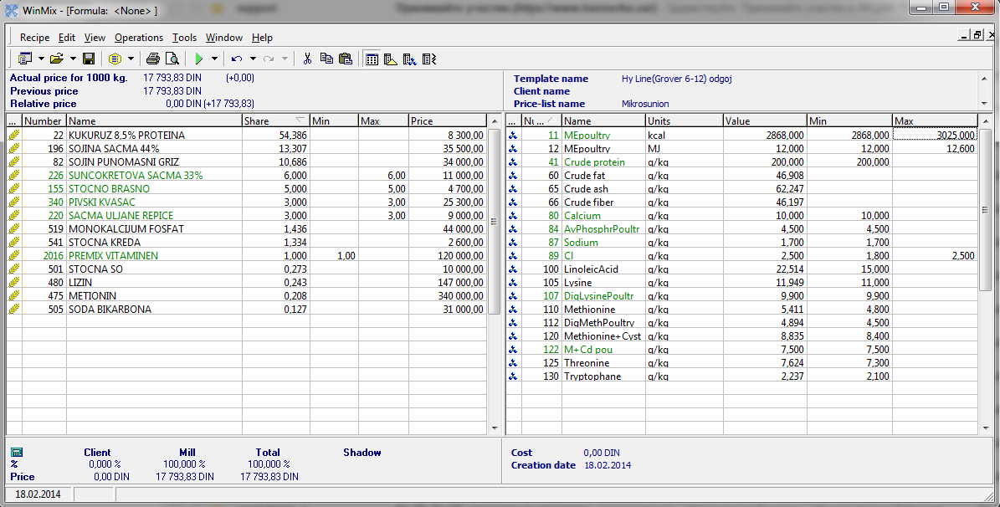 WinMix - [Formula: <None> ]
Recipe Edit View Operations Tools Window Help
Actual price for 1000 kg. 17 793,83 DIN (+0,00)
Previous price 17 793,83 DIN
Relative price 0,00 DIN (+17 793,83)
Template name Hy Line(Grover 6-12) odgoj
Client name
Price-list name Mikrosunion
... Number Name Share Min Max Price
22 KUKURUZ 8,5% PROTEINA 54,386 8 300,00
196 SOJINA SACMA 44% 13,307 35 500,00
82 SOJIN PUNOMASNI GRIZ 10,686 34 000,00
226 SUNCOKRETOVA SACMA 33% 6,000 6,00 11 000,00
155 STOCNO BRASNO 5,000 5,00 4 700,00
340 PIVSKI KVASAC 3,000 3,00 25 300,00
220 SACMA ULJANE REPICE 3,000 3,00 9 000,00
519 MONOKALCIJUM FOSFAT 1,436 44 000,00
541 STOCNA KREDA 1,334 2 600,00
2016 PREMIX VITAMINEN 1,000 1,00 120 000,00
501 STOCNA SO 0,273 10 000,00
480 LIZIN 0,243 147 000,00
475 METIONIN 0,208 340 000,00
505 SODA BIKARBONA 0,127 31 000,00
... Nu... Name Units Value Min Max
11 MEpoultry kcal 2868,000 2868,000 3025,000
12 MEpoultry MJ 12,000 12,000 12,600
41 Crude protein g/kg 200,000 200,000
60 Crude fat g/kg 46,908
65 Crude ash g/kg 62,247
66 Crude fiber g/kg 46,197
80 Calcium g/kg 10,000 10,000
84 AvPhosphrPoultr g/kg 4,500 4,500
87 Sodium g/kg 1,700 1,700
89 Cl g/kg 2,500 1,800 2,500
100 LinoleicAcid g/kg 22,514 15,000
105 Lysine g/kg 11,949 11,000
107 DigLysinePoultr g/kg 9,900 9,900
110 Methionine g/kg 5,411 4,800
112 DigMethPoultry g/kg 4,894 4,500
120 Methionine+Cyst g/kg 8,835 8,400
122 M+Cd pou g/kg 7,500 7,500
125 Threonine g/kg 7,624 7,300
130 Tryptophane g/kg 2,237 2,100
Client Mill Total Shadow
% 0,000 % 100,000 % 100,000 %
Price 0,00 DIN 17 793,83 DIN 17 793,83 DIN
Cost 0,00 DIN
Creation date 18.02.2014
18.02.2014